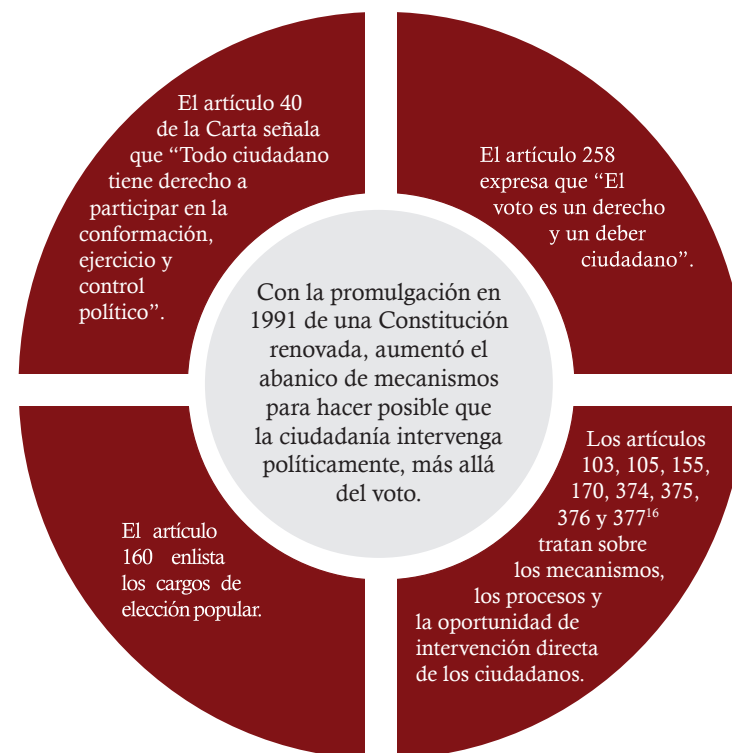 El artículo 40
de la Carta señala
que “Todo ciudadano
tiene derecho a
participar en la
conformación,
ejercicio y
control
político”.
El artículo 258
expresa que “El
voto es un derecho
y un deber
ciudadano”.
Con la promulgación en
1991 de una Constitución
renovada, aumentó el
abanico de mecanismos
para hacer posible que
la ciudadanía intervenga
políticamente, más allá
del voto.
El artículo
160 enlista
los cargos de
elección popular.
Los artículos
103, 105, 155,
170, 374, 375,
376 y 377¹⁶
tratan sobre
los mecanismos,
los procesos y
la oportunidad de
intervención directa
de los ciudadanos.